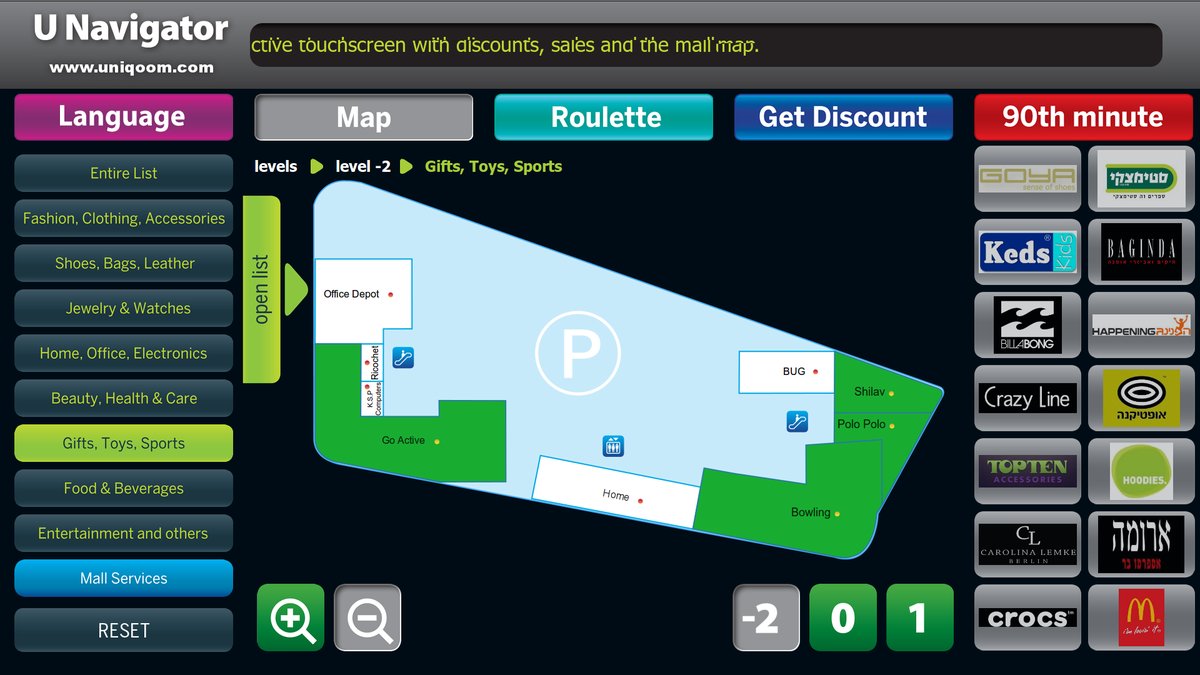 U Navigator
www.uniqoom.com
ctive touchscreen with discounts, sales and the mall map.
Language
Map
Roulette
Get Discount
90th minute
levels level -2 Gifts, Toys, Sports
Entire List
Fashion, Clothing, Accessories
Shoes, Bags, Leather
Jewelry & Watches
Home, Office, Electronics
Beauty, Health & Care
Gifts, Toys, Sports
Food & Beverages
Entertainment and others
Mall Services
RESET
open list
Office Depot
Ricochet
K.S.P
Computers
Go Active
P
BUG
Shilav
Polo Polo
Home
Bowling
-2
0
1
GOYA
sense of shoes
סטימצקי
Keds® Kids
BAGINDA
BILLABONG
HAPPENING הפנינג
Crazy Line
אופטיקנה
TOPTEN
ACCESSORIES
HOODIES.
CL
CAROLINA LEMKE
BERLIN
ארומה
אספרסו בר
crocs™